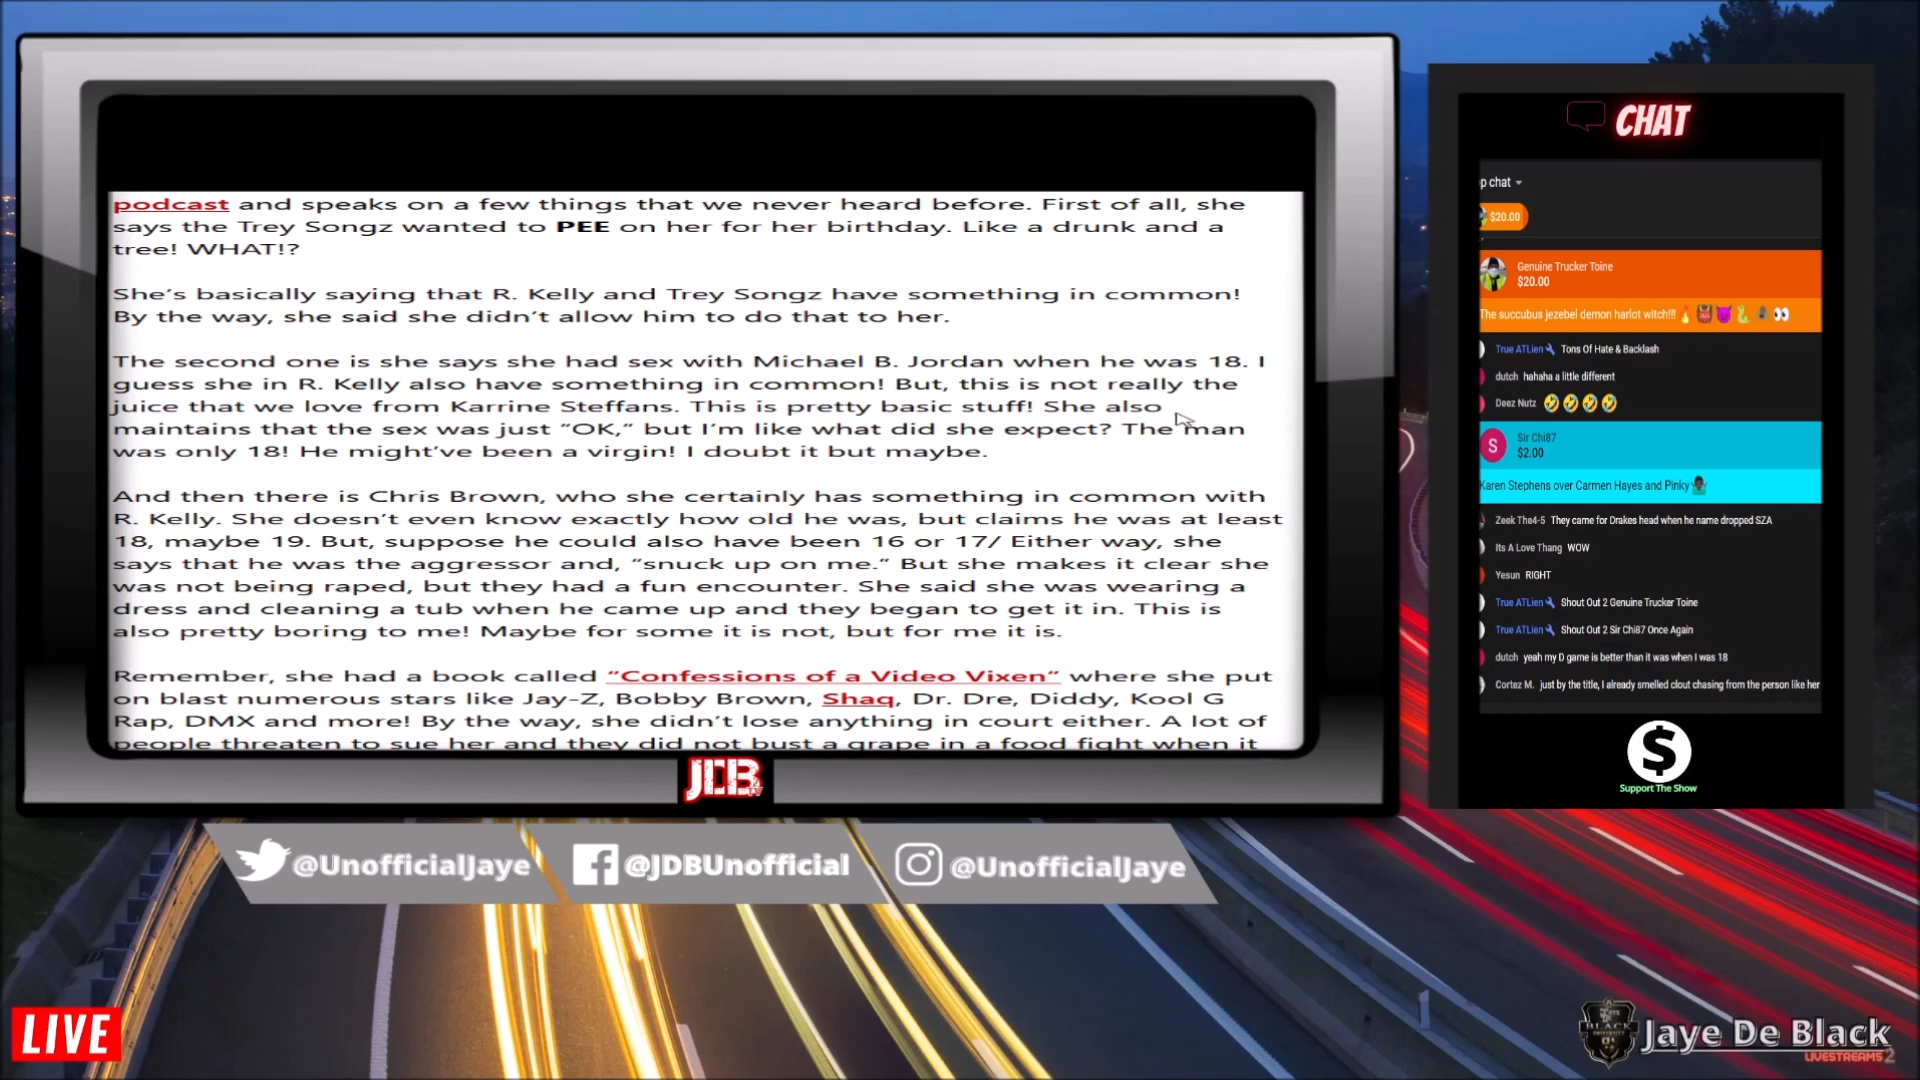 podcast and speaks on a few things that we never heard before. First of all, she
says the Trey Songz wanted to PEE on her for her birthday. Like a drunk and a
tree! WHAT!?
She's basically saying that R. Kelly and Trey Songz have something in common!
By the way, she said she didn't allow him to do that to her.
The second one is she says she had sex with Michael B. Jordan when he was 18. I
guess she in R. Kelly also have something in common! But, this is not really the
juice that we love from Karrine Steffans. This is pretty basic stuff! She also
maintains that the sex was just “OK,” but I'm like what did she expect? The man
was only 18! He might've been a virgin! I doubt it but maybe.
And then there is Chris Brown, who she certainly has something in common with
R. Kelly. She doesn't even know exactly how old he was, but claims he was at least
18, maybe 19. But, suppose he could also have been 16 or 17/ Either way, she
says that he was the aggressor and, “snuck up on me.” But she makes it clear she
was not being raped, but they had a fun encounter. She said she was wearing a
dress and cleaning a tub when he came up and they began to get it in. This is
also pretty boring to me! Maybe for some it is not, but for me it is.
Remember, she had a book called “Confessions of a Video Vixen” where she put
on blast numerous stars like Jay-Z, Bobby Brown, Shaq, Dr. Dre, Diddy, Kool G
Rap, DMX and more! By the way, she didn't lose anything in court either. A lot of
people threaten to sue her and they did not bust a grape in a food fight when it
JDB TV
@UnofficialJaye
@JDBUnofficial
@UnofficialJaye
LIVE
CHAT
p chat
$20.00
Genuine Trucker Toine
$20.00
The succubus jezebel demon harlot witch!!! 🔥👹😈🐍🗣👀
True ATLien Tons Of Hate & Backlash
dutch hahaha a little different
Deez Nutz 🤣🤣🤣🤣
S
Sir Chi87
$2.00
Karen Stephens over Carmen Hayes and Pinky
Zeek The4-5 They came for Drakes head when he name dropped SZA
Its A Love Thang WOW
Yesun RIGHT
True ATLien Shout Out 2 Genuine Trucker Toine
True ATLien Shout Out 2 Sir Chi87 Once Again
dutch yeah my D game is better than it was when I was 18
Cortez M. just by the title, I already smelled clout chasing from the person like her
$
Support The Show
BLACK
Jaye De Black
LIVESTREAMS 2